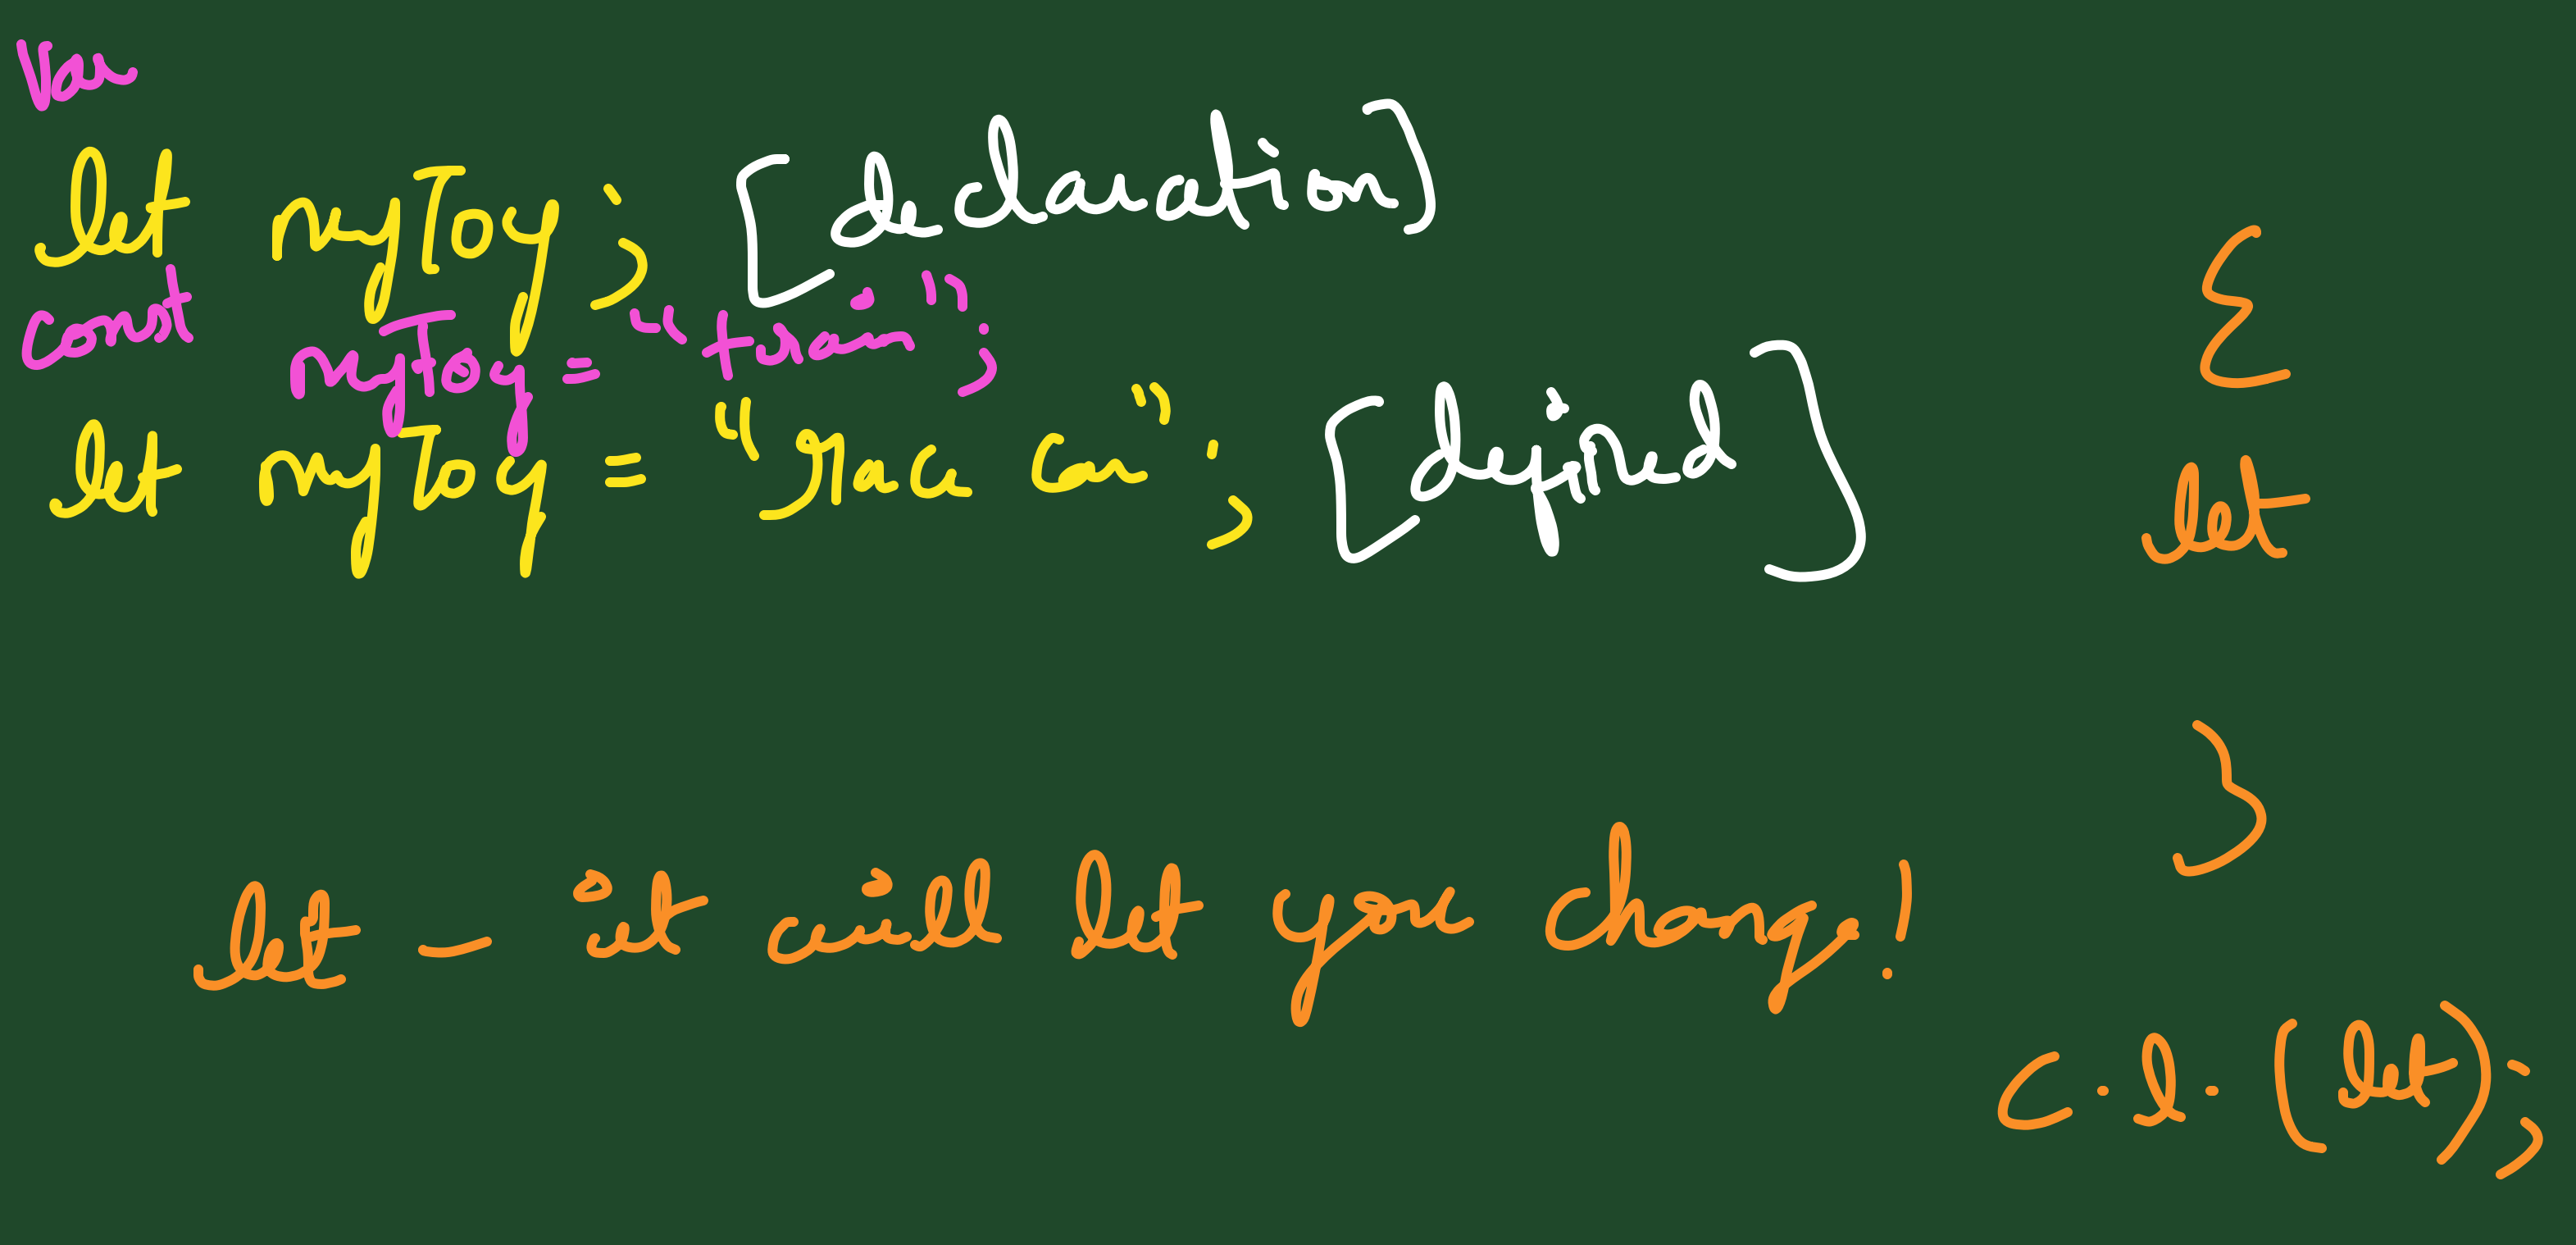 Var
let myToy; [declaration]
const myToy = "train";
let myToy = "race car"; [defined]
{
let
}
let - it will let you change!
c.l.(let);